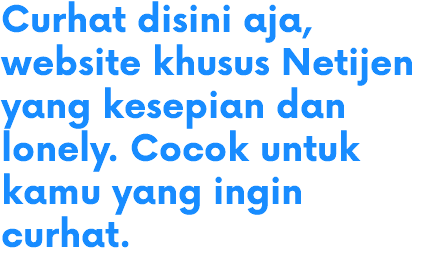 Curhat disini aja,
website khusus Netijen
yang kesepian dan
lonely. Cocok untuk
kamu yang ingin
curhat.